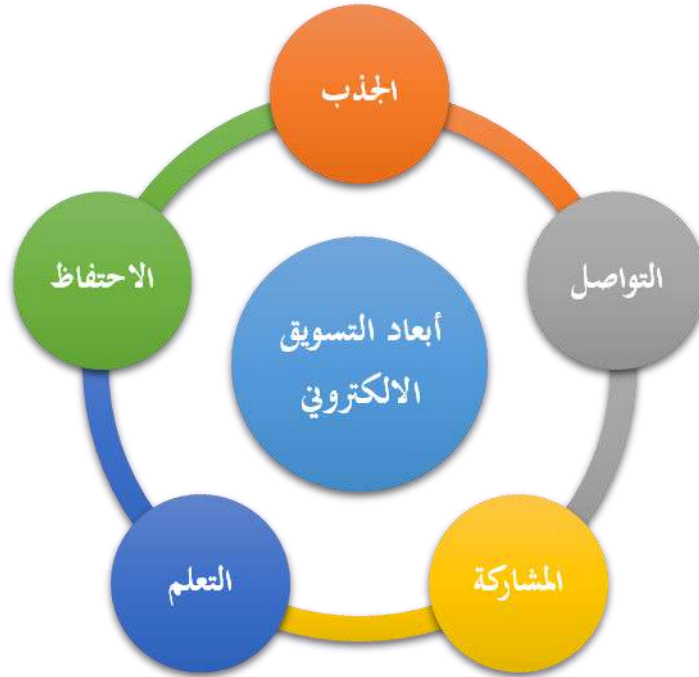 الجذب
التواصل
المشاركة
التعلم
الاحتفاظ
أبعاد التسويق
الالكتروني